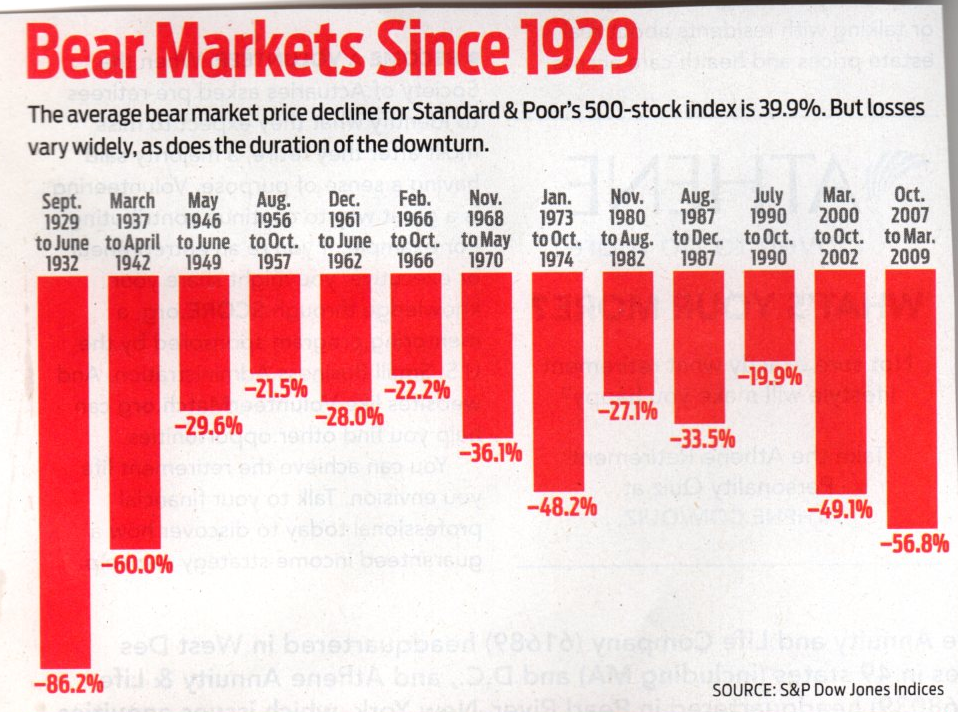 Bear Markets Since 1929
The average bear market price decline for Standard & Poor's 500-stock index is 39.9%. But losses
vary widely, as does the duration of the downturn.
Sept.
1929
to June
1932
−86.2%
March
1937
to April
1942
−60.0%
May
1946
to June
1949
−29.6%
Aug.
1956
to Oct.
1957
−21.5%
Dec.
1961
to June
1962
−28.0%
Feb.
1966
to Oct.
1966
−22.2%
Nov.
1968
to May
1970
−36.1%
Jan.
1973
to Oct.
1974
−48.2%
Nov.
1980
to Aug.
1982
−27.1%
Aug.
1987
to Dec.
1987
−33.5%
July
1990
to Oct.
1990
−19.9%
Mar.
2000
to Oct.
2002
−49.1%
Oct.
2007
to Mar.
2009
−56.8%
SOURCE: S&P Dow Jones Indices